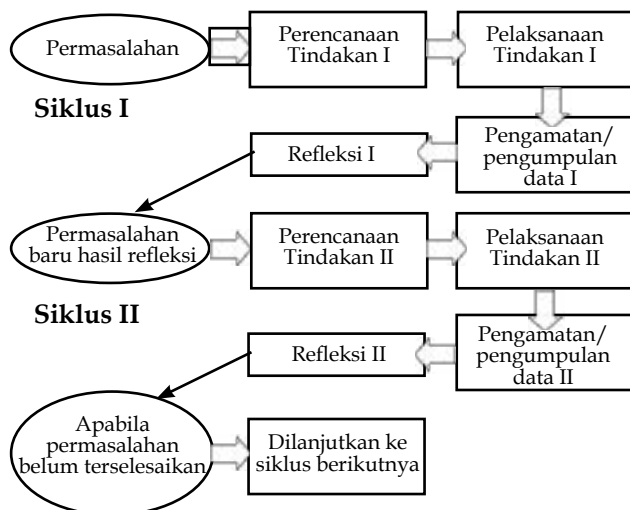 Permasalahan
Perencanaan
Tindakan I
Pelaksanaan
Tindakan I
Siklus I
Pengamatan/
pengumpulan
data I
Refleksi I
Permasalahan
baru hasil refleksi
Perencanaan
Tindakan II
Pelaksanaan
Tindakan II
Siklus II
Pengamatan/
pengumpulan
data II
Refleksi II
Apabila
permasalahan
belum terselesaikan
Dilanjutkan ke
siklus berikutnya